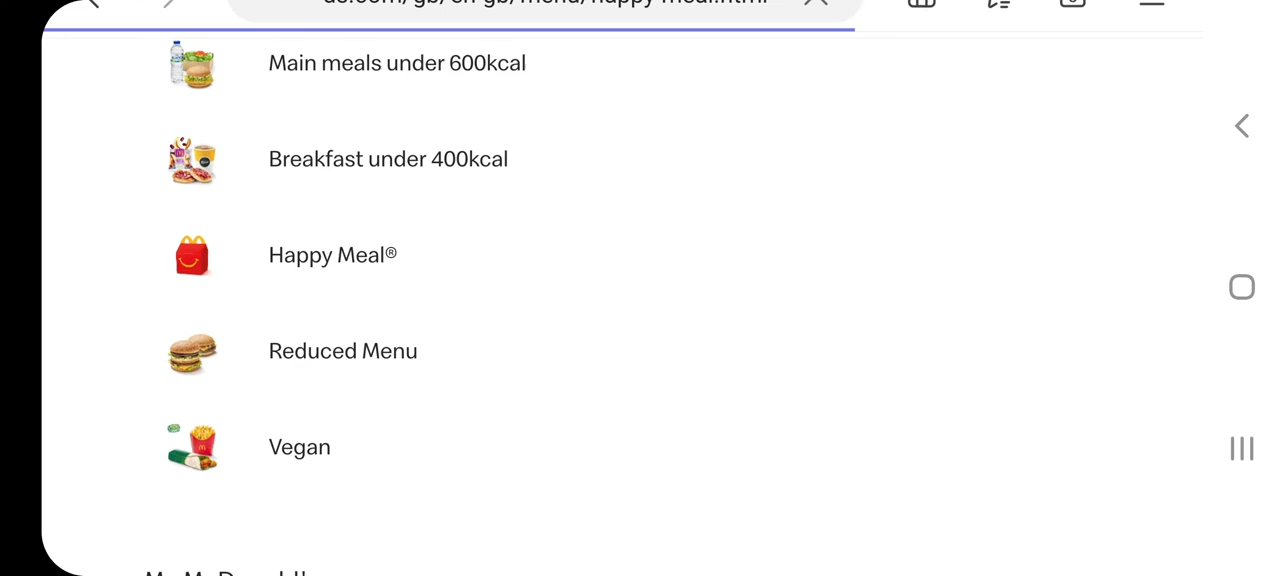 Main meals under 600kcal
Breakfast under 400kcal
Happy Meal®
Reduced Menu
Vegan